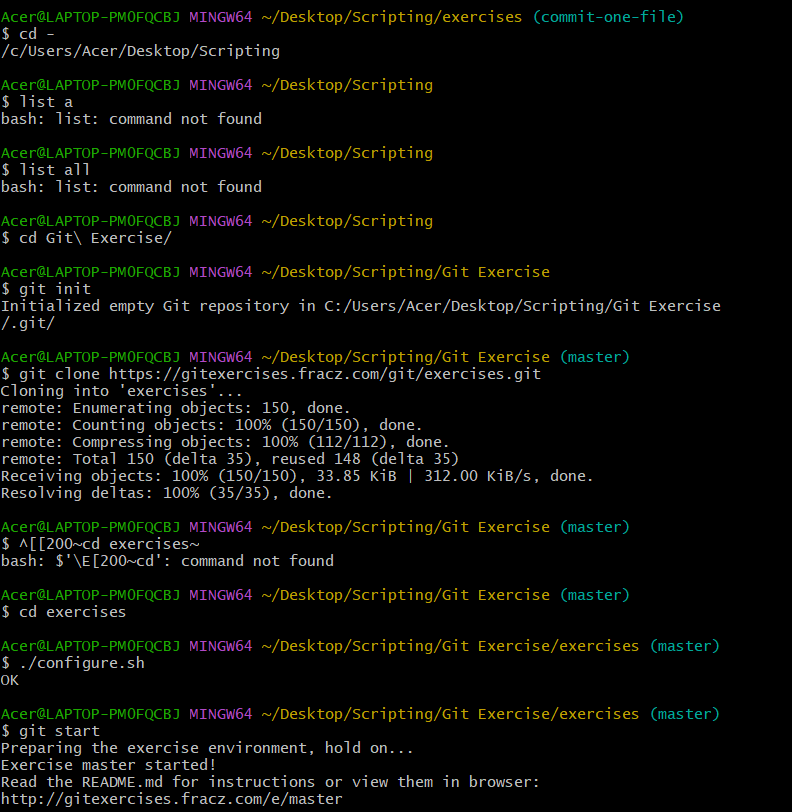 Acer@LAPTOP-PM0FQCBJ MINGW64 ~/Desktop/Scripting/exercises (commit-one-file)
$ cd -
/c/Users/Acer/Desktop/Scripting
Acer@LAPTOP-PM0FQCBJ MINGW64 ~/Desktop/Scripting
$ list a
bash: list: command not found
Acer@LAPTOP-PM0FQCBJ MINGW64 ~/Desktop/Scripting
$ list all
bash: list: command not found
Acer@LAPTOP-PM0FQCBJ MINGW64 ~/Desktop/Scripting
$ cd Git\ Exercise/
Acer@LAPTOP-PM0FQCBJ MINGW64 ~/Desktop/Scripting/Git Exercise
$ git init
Initialized empty Git repository in C:/Users/Acer/Desktop/Scripting/Git Exercise
/.git/
Acer@LAPTOP-PM0FQCBJ MINGW64 ~/Desktop/Scripting/Git Exercise (master)
$ git clone https://gitexercises.fracz.com/git/exercises.git
Cloning into 'exercises'...
remote: Enumerating objects: 150, done.
remote: Counting objects: 100% (150/150), done.
remote: Compressing objects: 100% (112/112), done.
remote: Total 150 (delta 35), reused 148 (delta 35)
Receiving objects: 100% (150/150), 33.85 KiB | 312.00 KiB/s, done.
Resolving deltas: 100% (35/35), done.
Acer@LAPTOP-PM0FQCBJ MINGW64 ~/Desktop/Scripting/Git Exercise (master)
$ ^[[200~cd exercises~
bash: $'\E[200~cd': command not found
Acer@LAPTOP-PM0FQCBJ MINGW64 ~/Desktop/Scripting/Git Exercise (master)
$ cd exercises
Acer@LAPTOP-PM0FQCBJ MINGW64 ~/Desktop/Scripting/Git Exercise/exercises (master)
$ ./configure.sh
OK
Acer@LAPTOP-PM0FQCBJ MINGW64 ~/Desktop/Scripting/Git Exercise/exercises (master)
$ git start
Preparing the exercise environment, hold on...
Exercise master started!
Read the README.md for instructions or view them in browser:
http://gitexercises.fracz.com/e/master